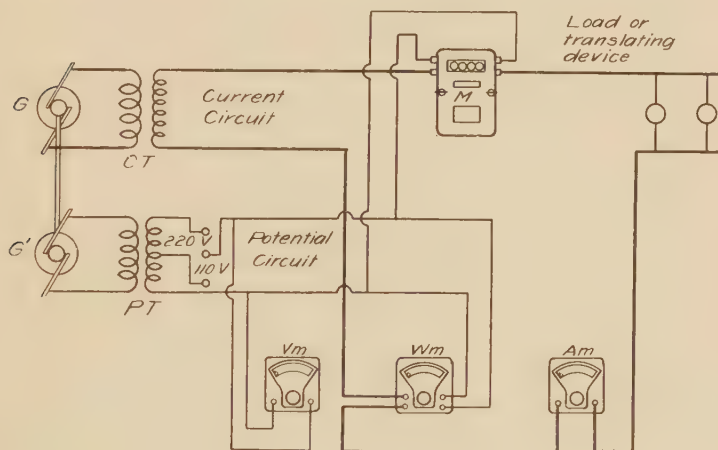 Load or
translating
device
G
Current
Circuit
M
CT
G'
220 V
Potential
Circuit
110 V
PT
Vm
Wm
Am